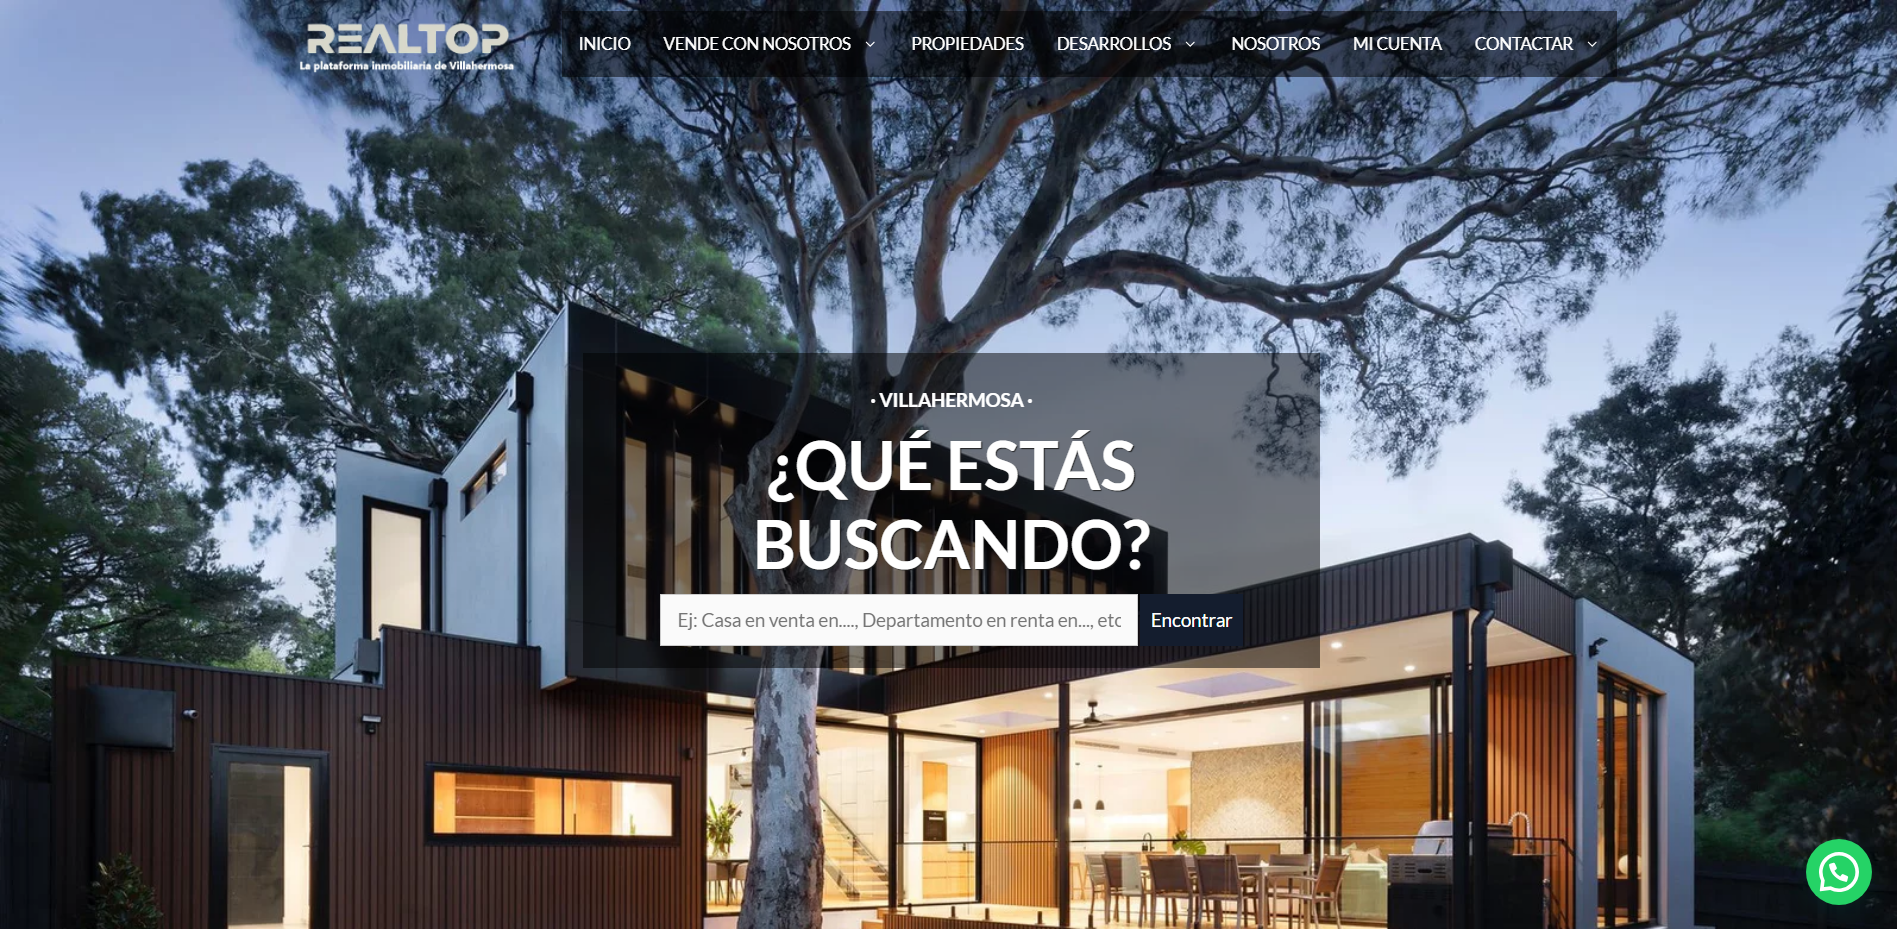 REALTOP
La plataforma inmobiliaria de Villahermosa
INICIO VENDE CON NOSOTROS PROPIEDADES DESARROLLOS NOSOTROS MI CUENTA CONTACTAR
· VILLAHERMOSA ·
¿QUÉ ESTÁS
BUSCANDO?
Ej: Casa en venta en...., Departamento en renta en..., etc
Encontrar